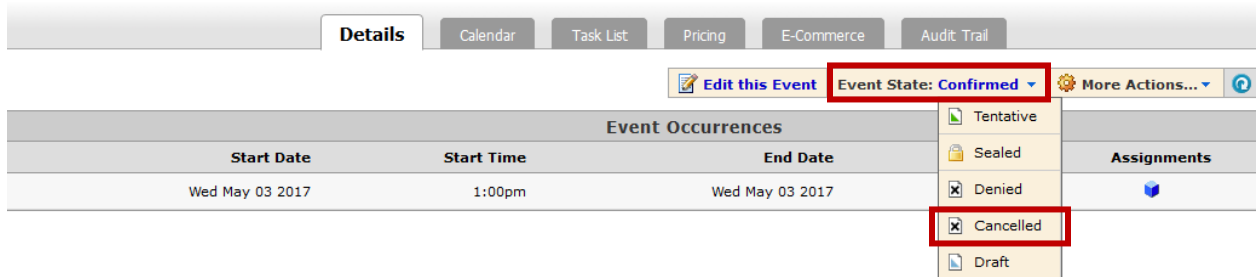 Details Calendar Task List Pricing E-Commerce Audit Trail
Edit this Event Event State: Confirmed More Actions...
Tentative
Sealed
Denied
Cancelled
Draft
Event Occurrences
Start Date Start Time End Date Assignments
Wed May 03 2017 1:00pm Wed May 03 2017